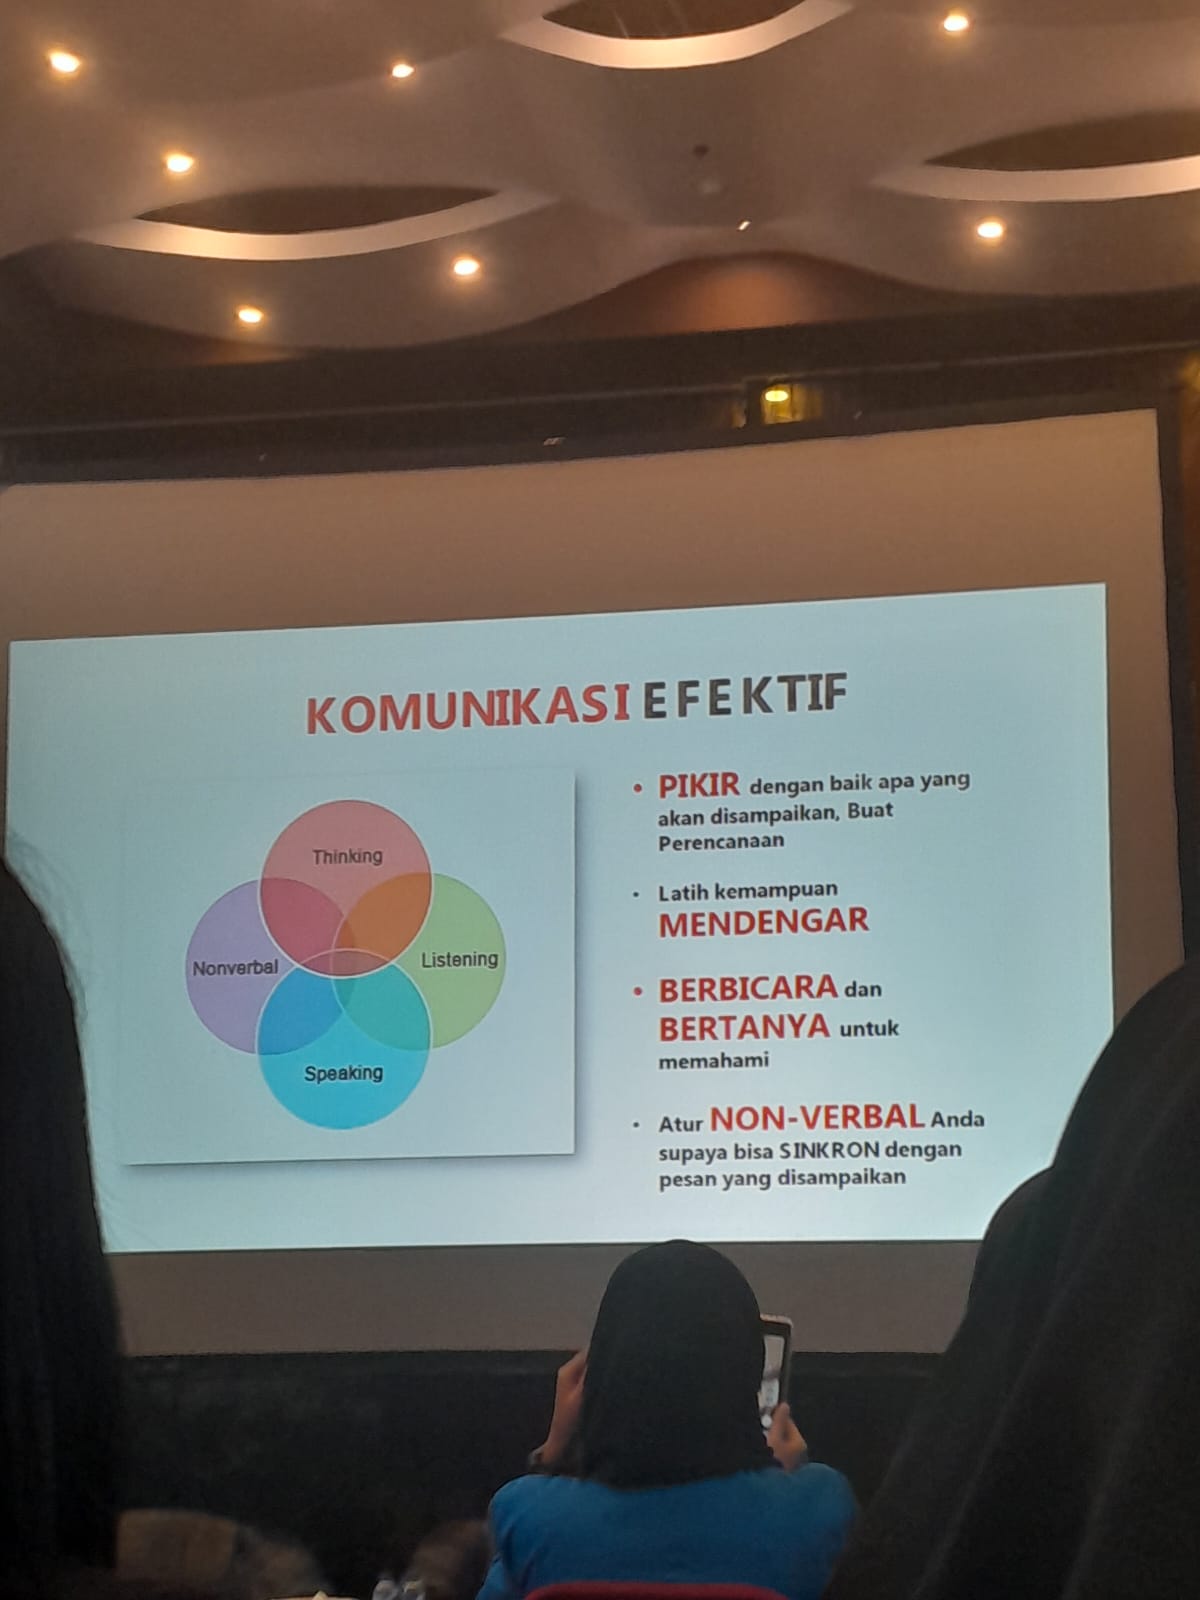 KOMUNIKASI EFEKTIF
Thinking
Nonverbal
Listening
Speaking
• PIKIR dengan baik apa yang
akan disampaikan, Buat
Perencanaan
• Latih kemampuan
MENDENGAR
• BERBICARA dan
BERTANYA untuk
memahami
• Atur NON-VERBAL Anda
supaya bisa SINKRON dengan
pesan yang disampaikan